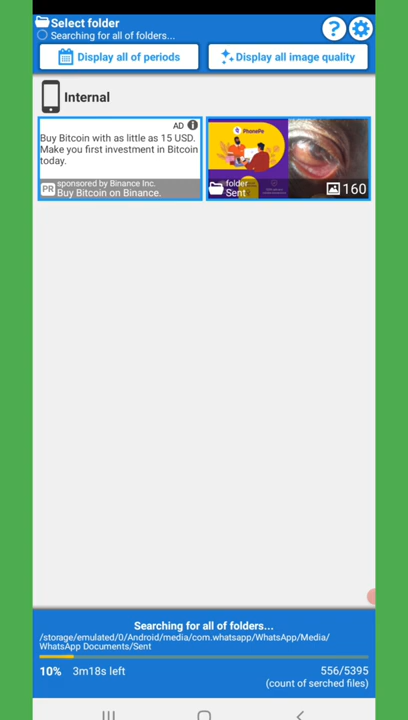 Select folder
Searching for all of folders...
?
Display all of periods
Display all image quality
Internal
AD i
Buy Bitcoin with as little as 15 USD.
Make you first investment in Bitcoin
today.
PR
sponsored by Binance Inc.
Buy Bitcoin on Binance.
PhonePe
folder
Sent
160
Searching for all of folders...
/storage/emulated/0/Android/media/com.whatsapp/WhatsApp/Media/
WhatsApp Documents/Sent
10% 3m18s left
556/5395
(count of serched files)